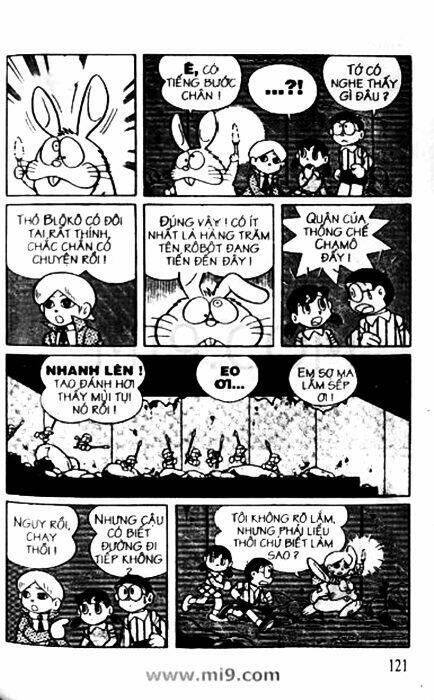 Ê, CÓ
TIẾNG BƯỚC
CHÂN !
...?!
TỚ CÓ
NGHE THẤY
GÌ ĐÂU ?
THỎ BLÔKÔ CÓ ĐÔI
TAI RẤT THÍNH,
CHẮC CHẮN CÓ
CHUYỆN RỒI !
ĐÚNG VẬY ! CÓ ÍT
NHẤT LÀ HÀNG TRĂM
TÊN RÔBỐT ĐANG
TIẾN ĐẾN ĐÂY !
QUÂN CỦA
THỐNG CHẾ
CHAMÔ
ĐẤY !
MI9.COM
NHANH LÊN !
TAO ĐÁNH HƠI
THẤY MÙI TỤI
NÓ RỒI !
EO
ƠI...
EM SỢ MA
LẮM SẾP
ƠI !
NGUY RỒI,
CHẠY
THÔI !
NHƯNG CẬU
CÓ BIẾT
ĐƯỜNG ĐI
TIẾP KHÔNG
?
TÔI KHÔNG RÕ LẮM,
NHƯNG PHẢI LIỀU
THÔI CHỨ BIẾT LÀM
SAO ?
121
www.mi9.com